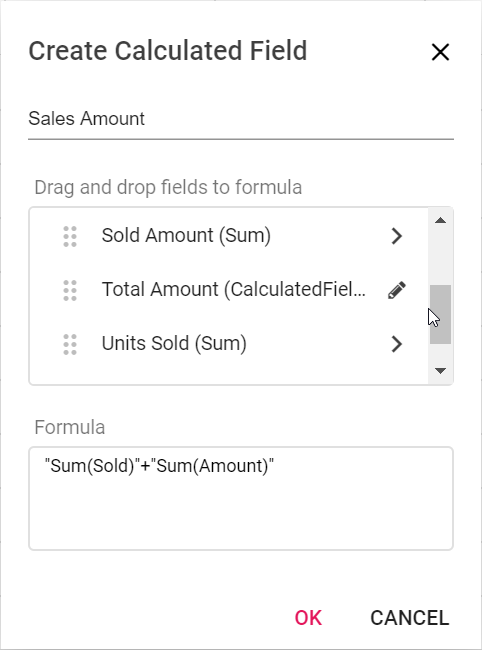 Create Calculated Field
Sales Amount
Drag and drop fields to formula
Sold Amount (Sum)
Total Amount (CalculatedFiel...
Units Sold (Sum)
Formula
"Sum(Sold)"+"Sum(Amount)"
OK CANCEL